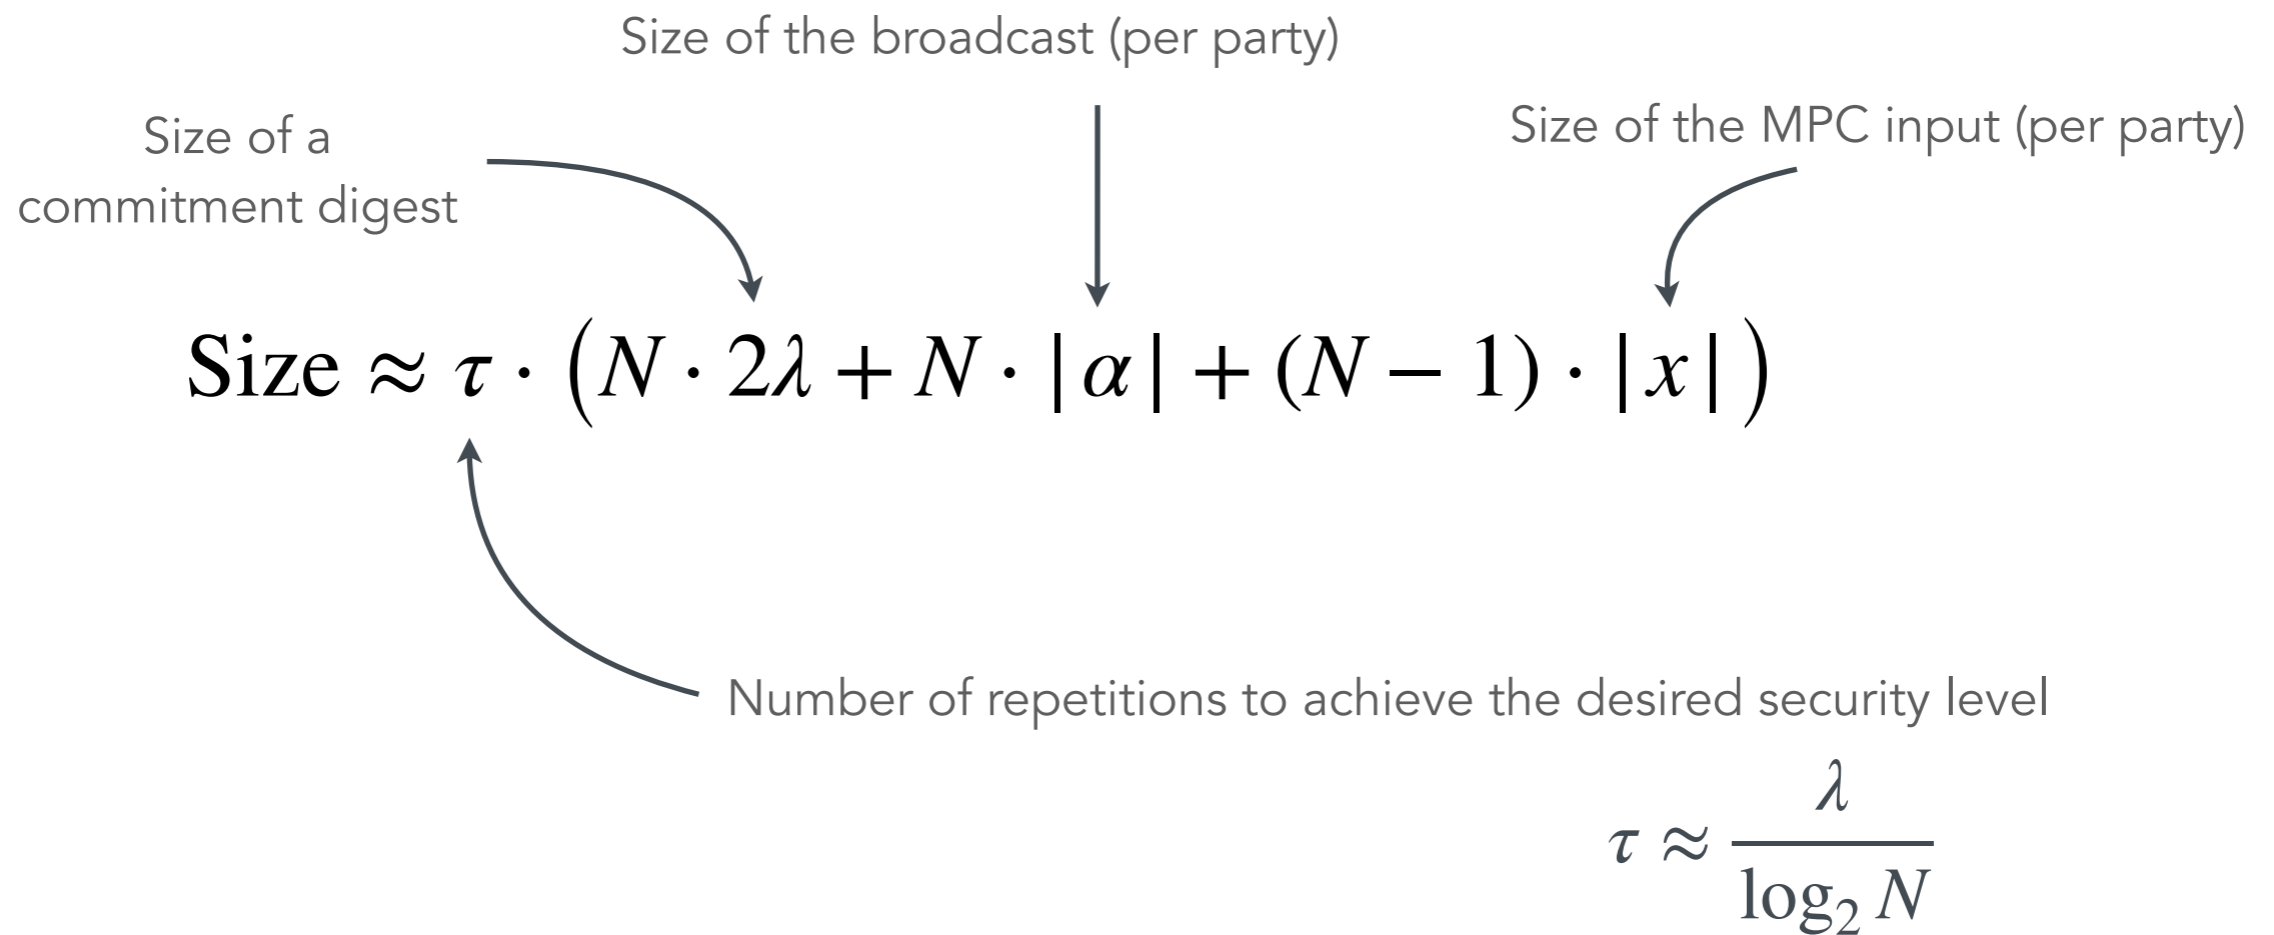 Size of the broadcast (per party)
Size of a
commitment digest
Size of the MPC input (per party)
Size ≈ τ · (N · 2λ + N · |α| + (N − 1) · |x|)
Number of repetitions to achieve the desired security level
τ ≈ λ / log₂ N